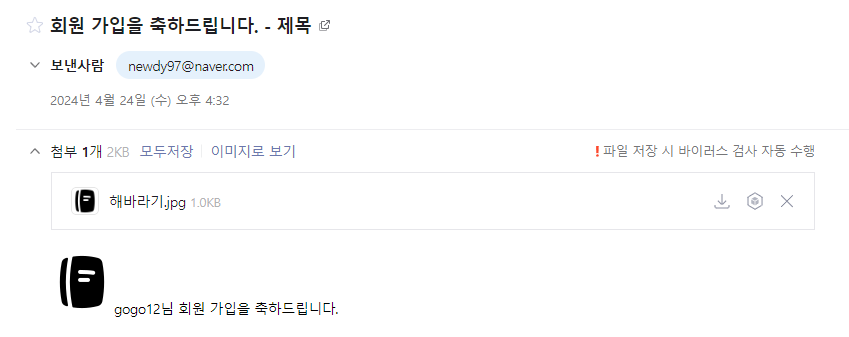 회원 가입을 축하드립니다. - 제목
보낸사람 newdy97@naver.com
2024년 4월 24일 (수) 오후 4:32
첨부 1개 2KB 모두저장 이미지로 보기 ! 파일 저장 시 바이러스 검사 자동 수행
해바라기.jpg 1.0KB
gogo12님 회원 가입을 축하드립니다.